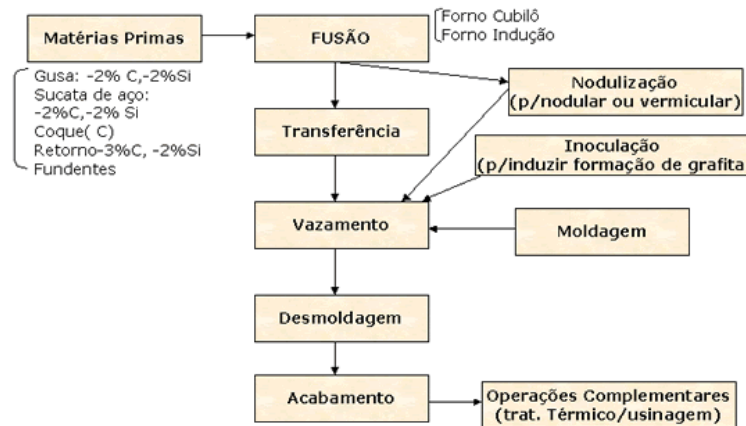 Matérias Primas
FUSÃO
Forno Cubilô
Forno Indução
Gusa: -2% C,-2%Si
Sucata de aço:
-2%C,-2% Si
Coque( C)
Retorno-3%C, -2%Si
Fundentes
Nodulização
(p/nodular ou vermicular)
Transferência
Inoculação
(p/induzir formação de grafita
Vazamento
Moldagem
Desmoldagem
Acabamento
Operações Complementares
(trat. Térmico/usinagem)